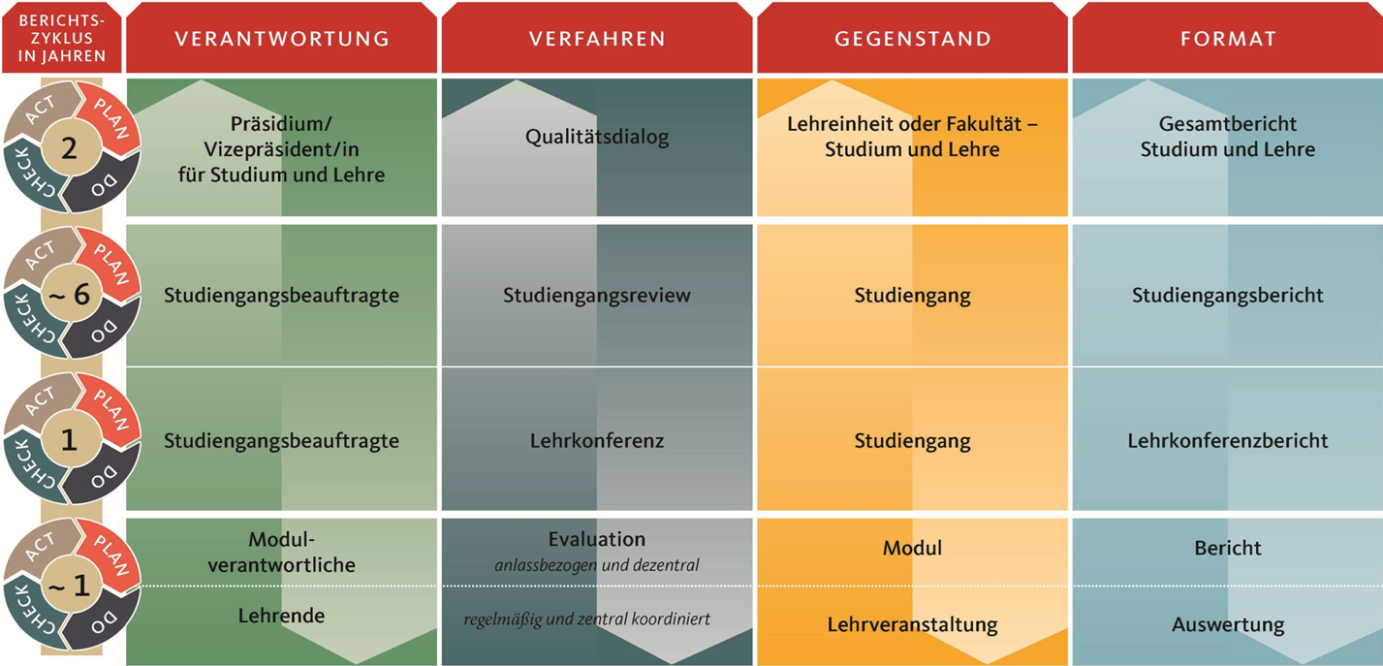 BERICHTS-
ZYKLUS
IN JAHREN
VERANTWORTUNG
VERFAHREN
GEGENSTAND
FORMAT
ACT
PLAN
2
CHECK
DO
Präsidium/
Vizepräsident/in
für Studium und Lehre
Qualitätsdialog
Lehreinheit oder Fakultät –
Studium und Lehre
Gesamtbericht
Studium und Lehre
ACT
PLAN
~ 6
CHECK
DO
Studiengangsbeauftragte
Studiengangsreview
Studiengang
Studiengangsbericht
ACT
PLAN
1
CHECK
DO
Studiengangsbeauftragte
Lehrkonferenz
Studiengang
Lehrkonferenzbericht
ACT
PLAN
~ 1
CHECK
DO
Modul-
verantwortliche
Evaluation
anlassbezogen und dezentral
Modul
Bericht
Lehrende
regelmäßig und zentral koordiniert
Lehrveranstaltung
Auswertung